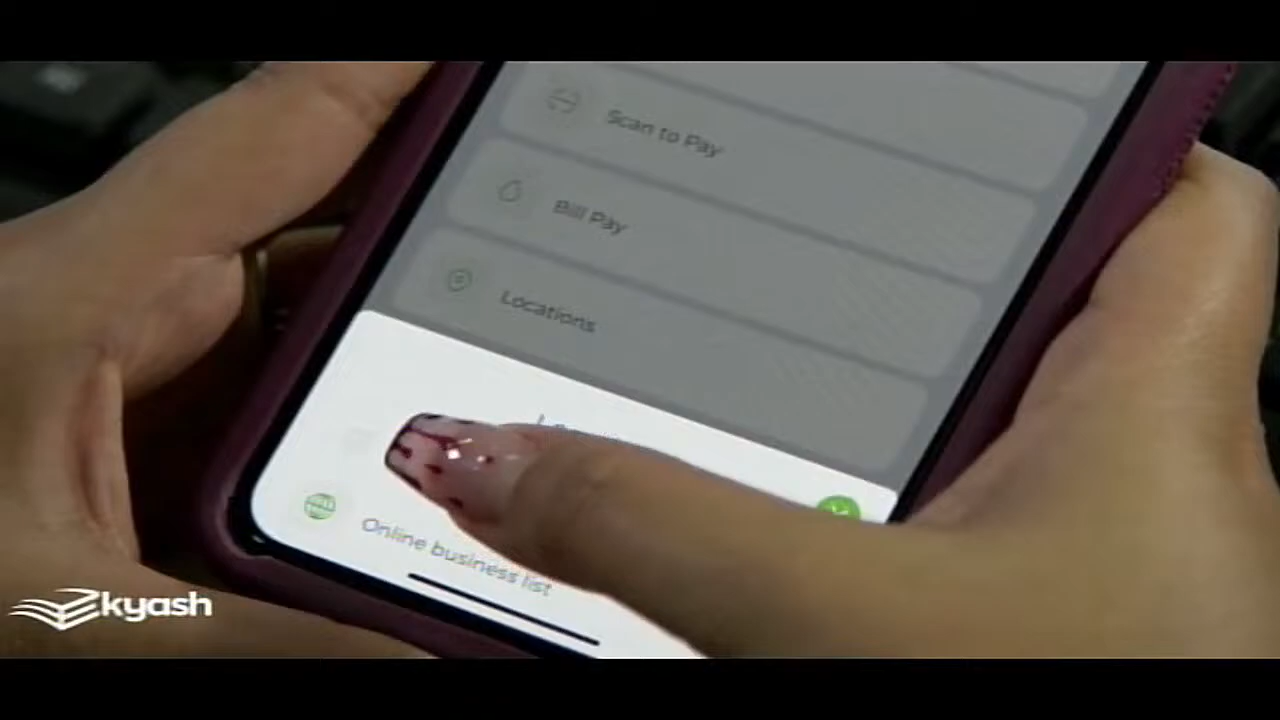 Scan to Pay
Bill Pay
Locations
Online business list
kyash